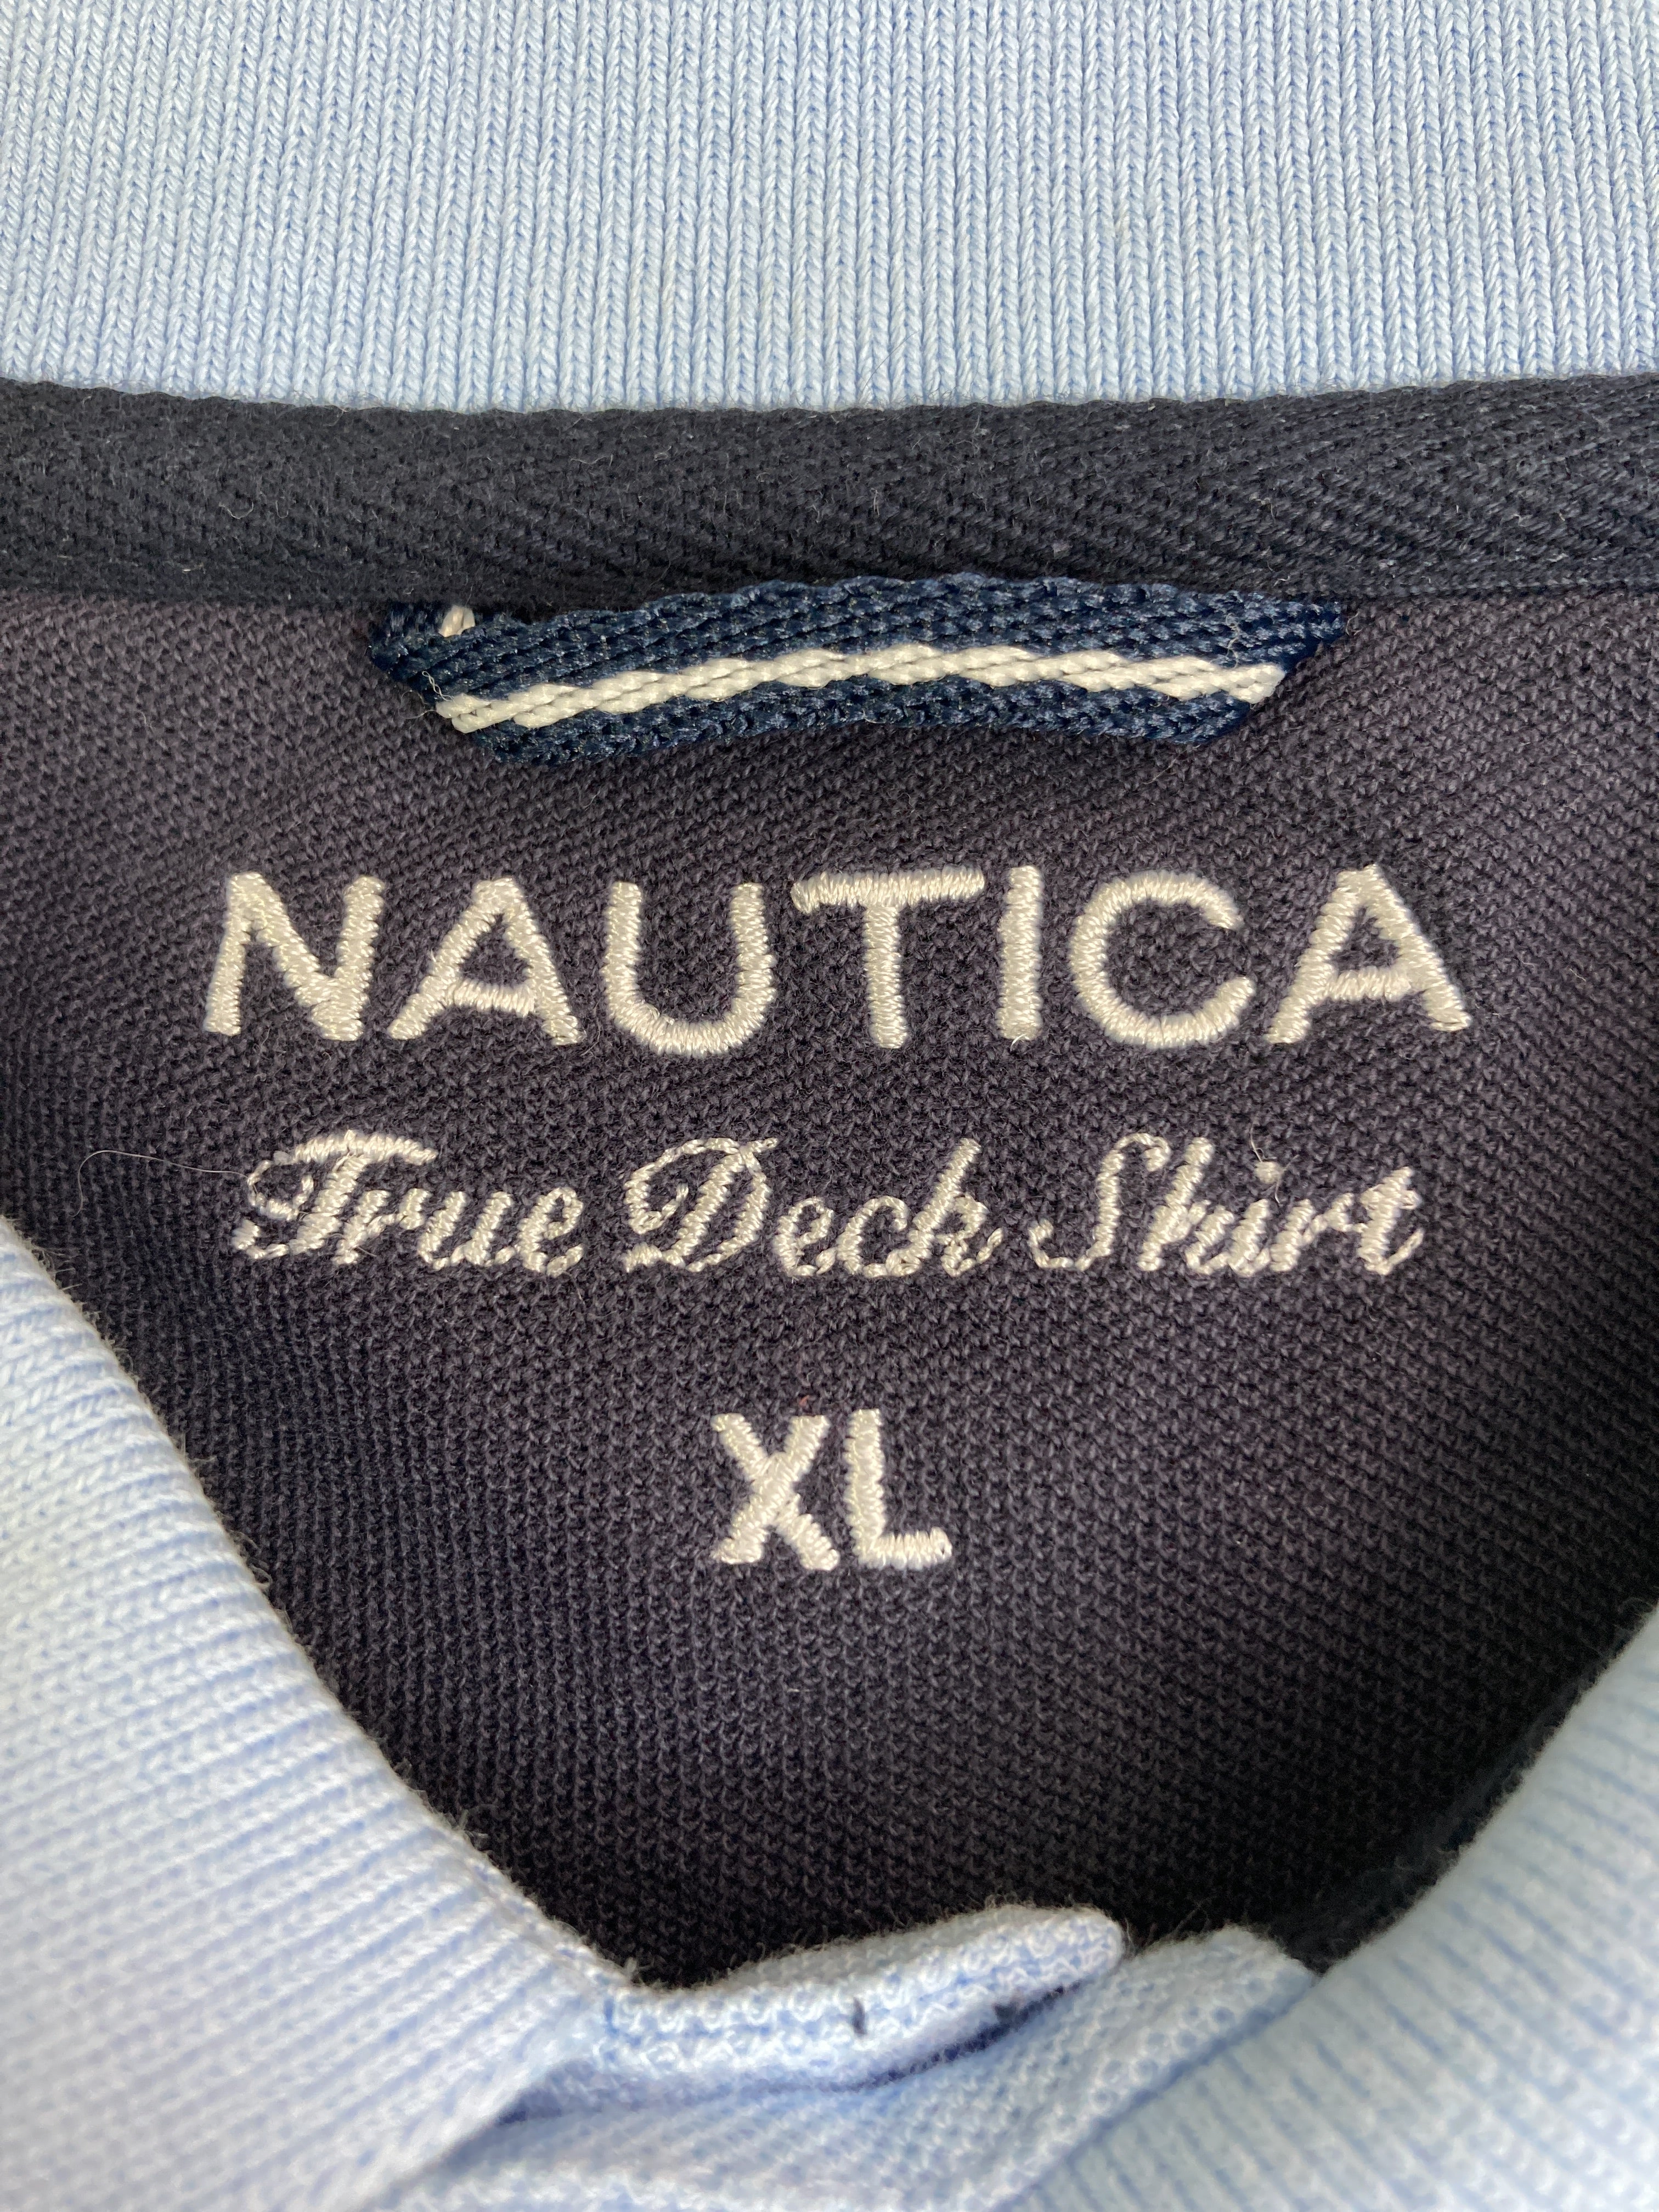 NAUTICA
True Deck Shirt
XL